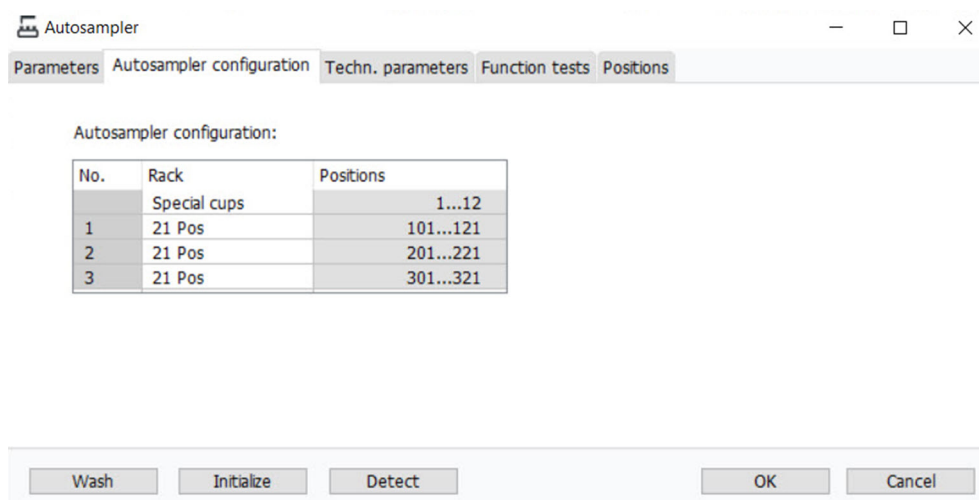 Autosampler
Parameters Autosampler configuration Techn. parameters Function tests Positions
Autosampler configuration:
No. Rack Positions
Special cups 1...12
1 21 Pos 101...121
2 21 Pos 201...221
3 21 Pos 301...321
Wash Initialize Detect OK Cancel